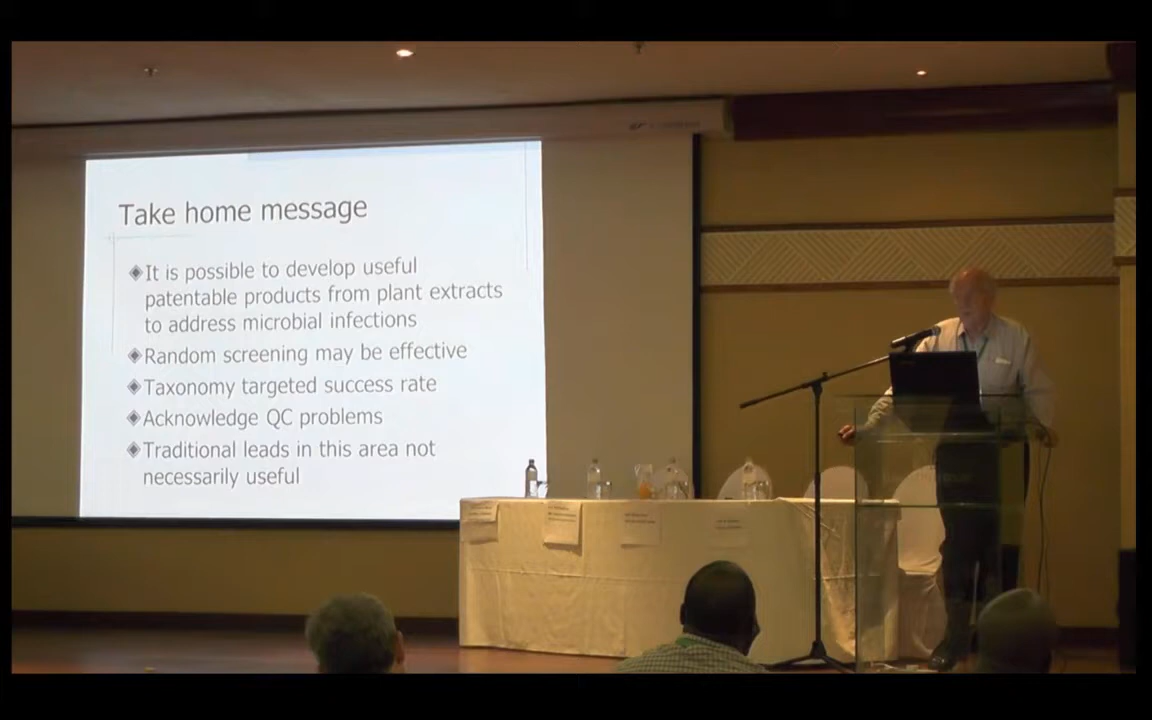 Take home message
◈It is possible to develop useful
patentable products from plant extracts
to address microbial infections
◈Random screening may be effective
◈Taxonomy targeted success rate
◈Acknowledge QC problems
◈Traditional leads in this area not
necessarily useful